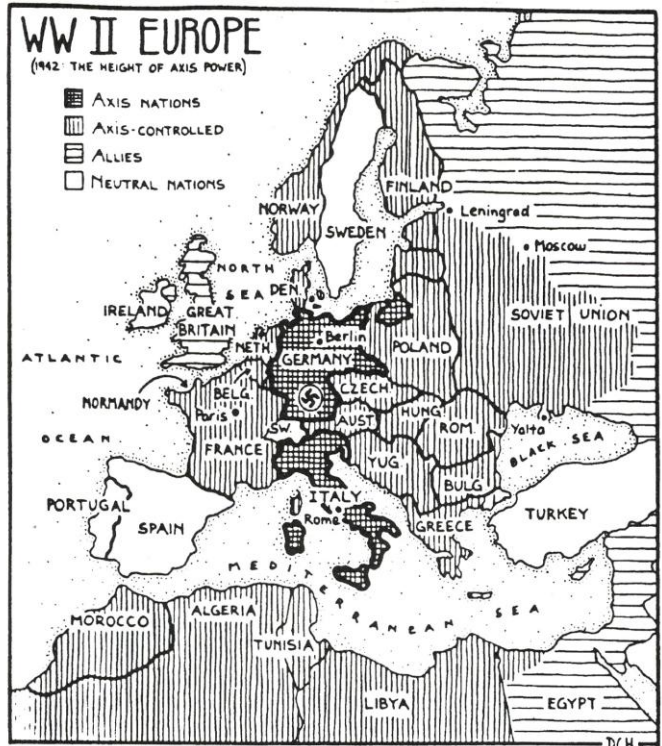 WW II EUROPE
(1942: THE HEIGHT OF AXIS POWER)
AXIS NATIONS
AXIS-CONTROLLED
ALLIES
NEUTRAL NATIONS
FINLAND
NORWAY
Leningrad
SWEDEN
Moscow
NORTH
SEA
DEN.
IRELAND
GREAT
BRITAIN
SOVIET UNION
NETH.
Berlin
GERMANY
POLAND
ATLANTIC
OCEAN
NORMANDY
BELG.
Paris
CZECH.
HUNG.
AUST.
ROM.
Yalta
BLACK SEA
SW.
FRANCE
YUG.
BULG.
ITALY
Rome
PORTUGAL
SPAIN
GREECE
TURKEY
MEDITERRANEAN SEA
MOROCCO
ALGERIA
TUNISIA
LIBYA
EGYPT
DCH